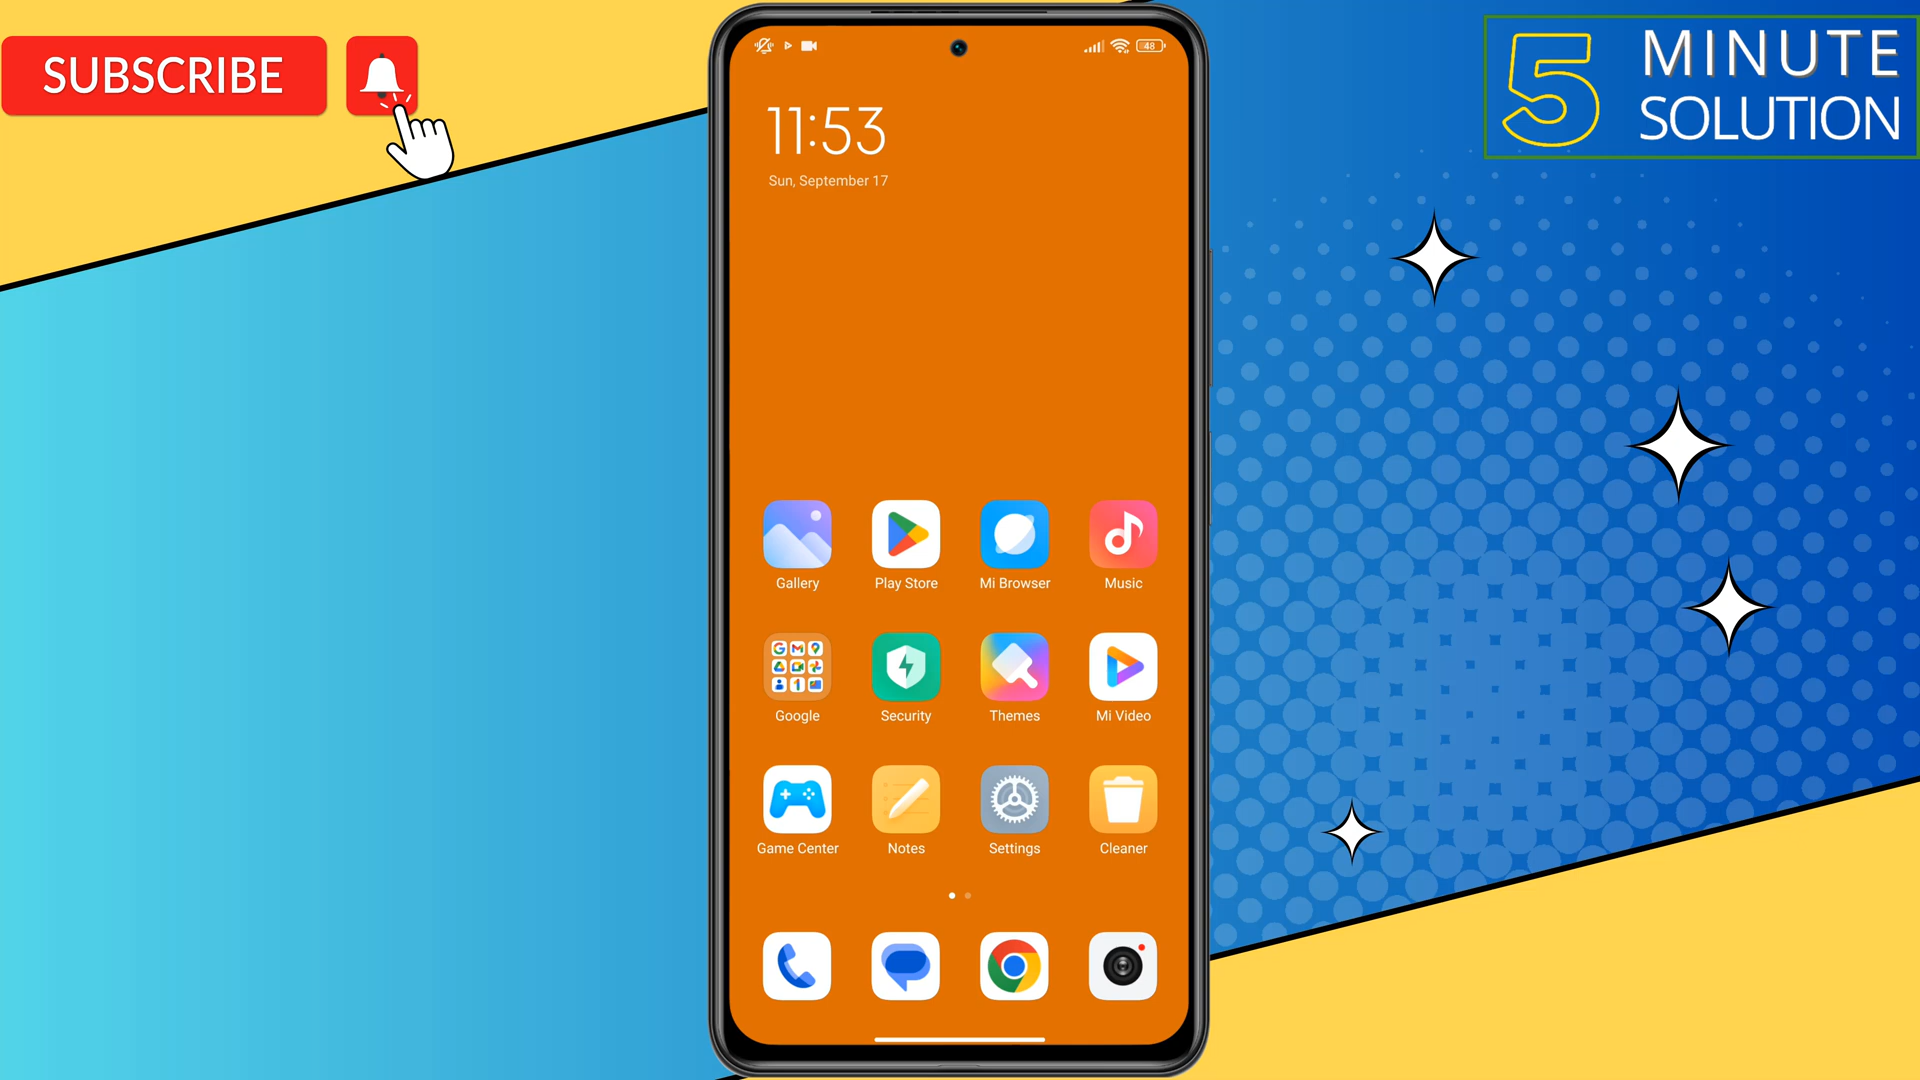 SUBSCRIBE
5 MINUTE
SOLUTION
48
11:53
Sun, September 17
Gallery
Play Store
Mi Browser
Music
Google
Security
Themes
Mi Video
Game Center
Notes
Settings
Cleaner